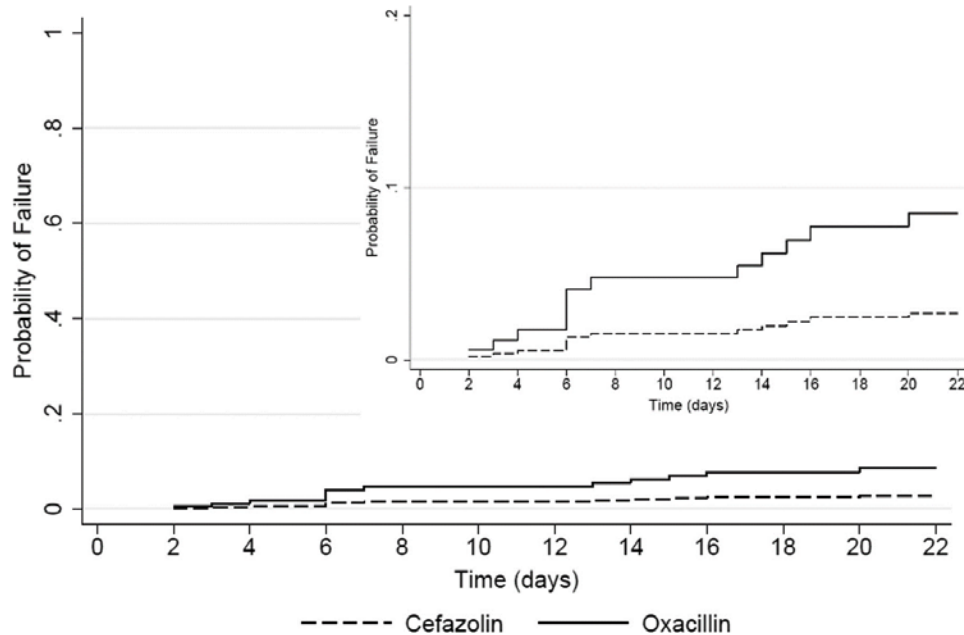 Probability of Failure
1
.8
.6
.4
.2
0
0 2 4 6 8 10 12 14 16 18 20 22
Time (days)
Probability of Failure
.2
.1
0
0 2 4 6 8 10 12 14 16 18 20 22
Time (days)
Cefazolin Oxacillin